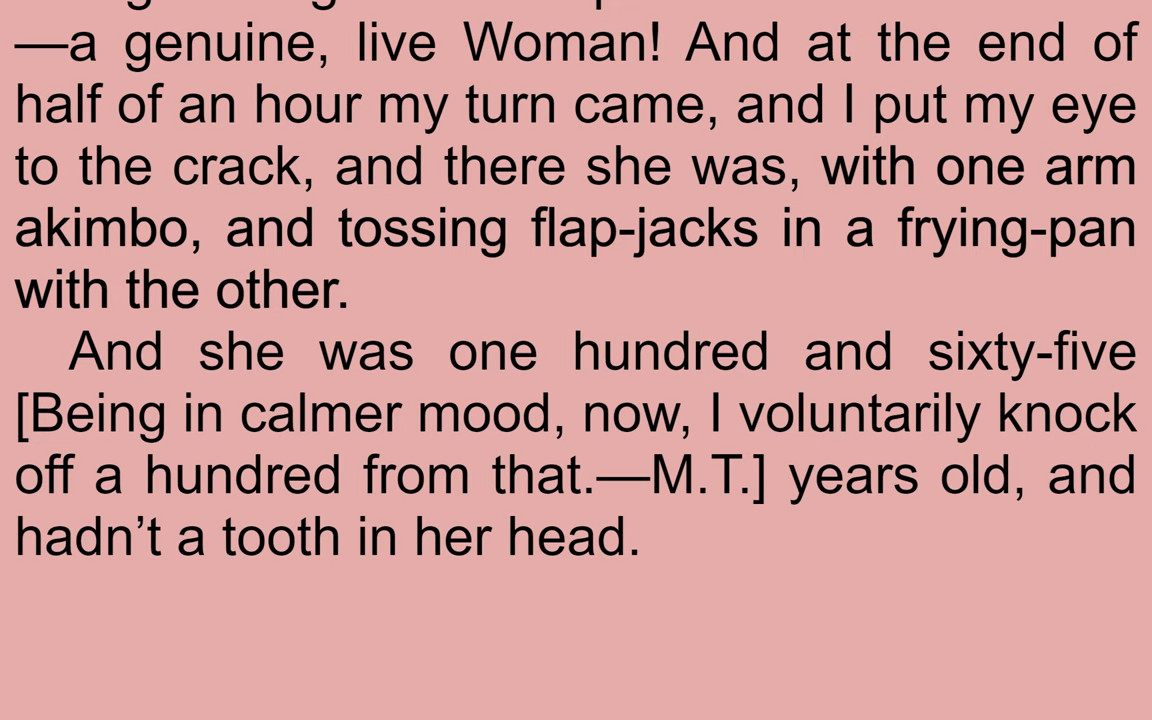 —a genuine, live Woman! And at the end of
half of an hour my turn came, and I put my eye
to the crack, and there she was, with one arm
akimbo, and tossing flap-jacks in a frying-pan
with the other.
And she was one hundred and sixty-five
[Being in calmer mood, now, I voluntarily knock
off a hundred from that.—M.T.] years old, and
hadn’t a tooth in her head.